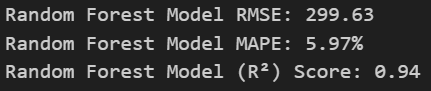 Random Forest Model RMSE: 299.63
Random Forest Model MAPE: 5.97%
Random Forest Model (R²) Score: 0.94